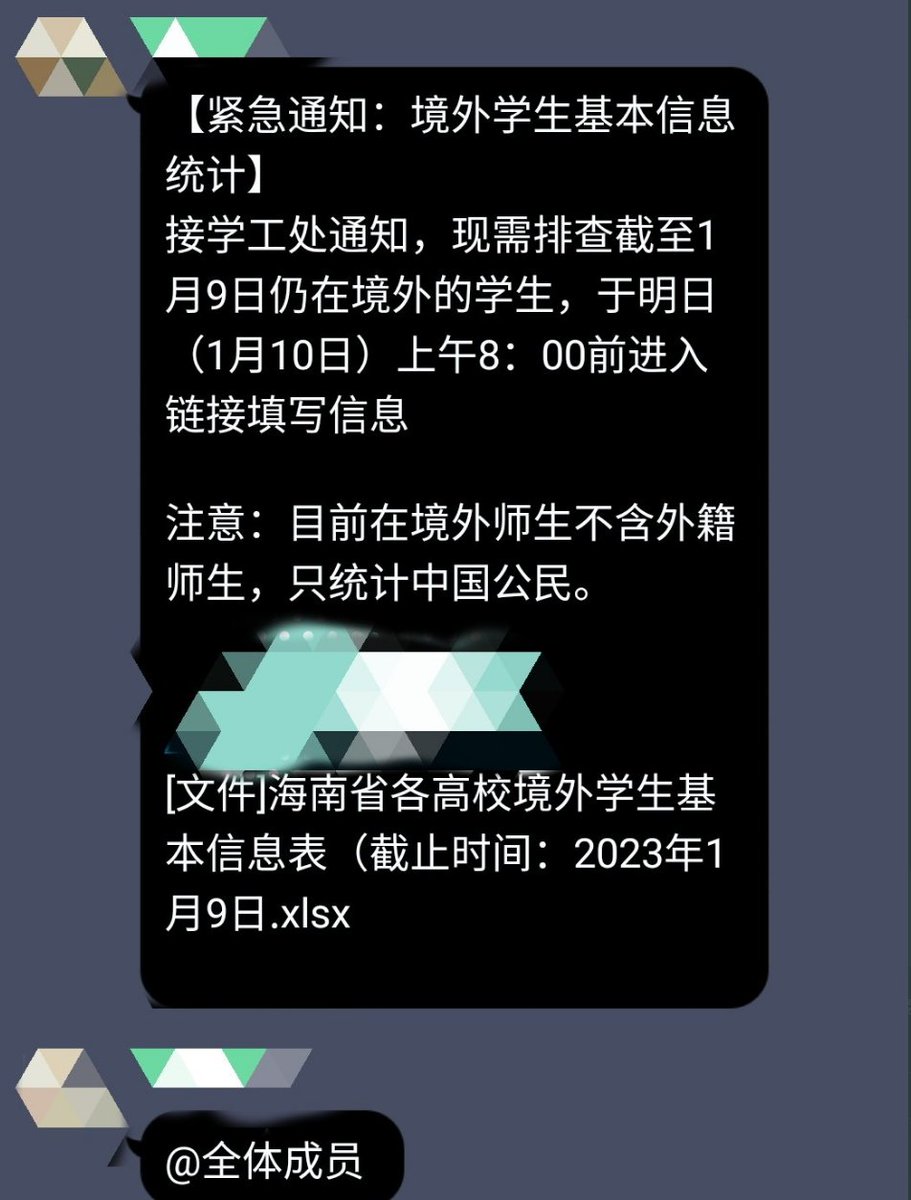 【紧急通知：境外学生基本信息
统计】
接学工处通知，现需排查截至1
月9日仍在境外的学生，于明日
（1月10日）上午8：00前进入
链接填写信息
注意：目前在境外师生不含外籍
师生，只统计中国公民。
[文件]海南省各高校境外学生基
本信息表（截止时间：2023年1
月9日.xlsx
@全体成员